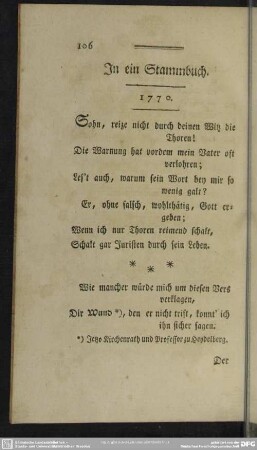 106
In ein Stammbuch.
1770.
Sohn, reize nicht durch deinen Witz die
Thoren!
Die Warnung hat vordem mein Vater oft
verlohren;
Les't auch, warum sein Wort bey mir so
wenig galt?
Er, ohne falsch, wohlthätig, Gott er-
geben;
Wenn ich nur Thoren reimend schalt,
Schalt gar Juristen durch sein Leben.
* * *
Wie mancher würde mich um diesen Vers
verklagen,
Dir Wund *), den er nicht trift, konnt' ich
ihn sicher sagen.
*) Jetzo Kirchenrath und Professor zu Heydelberg.
Der